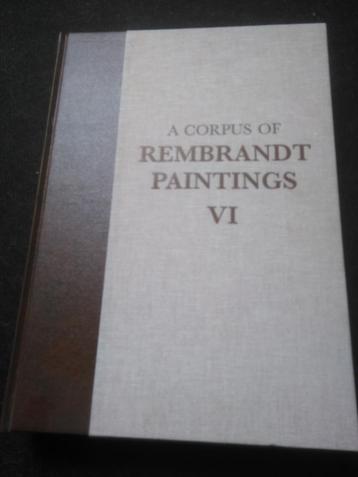 A CORPUS OF
REMBRANDT
PAINTINGS
VI